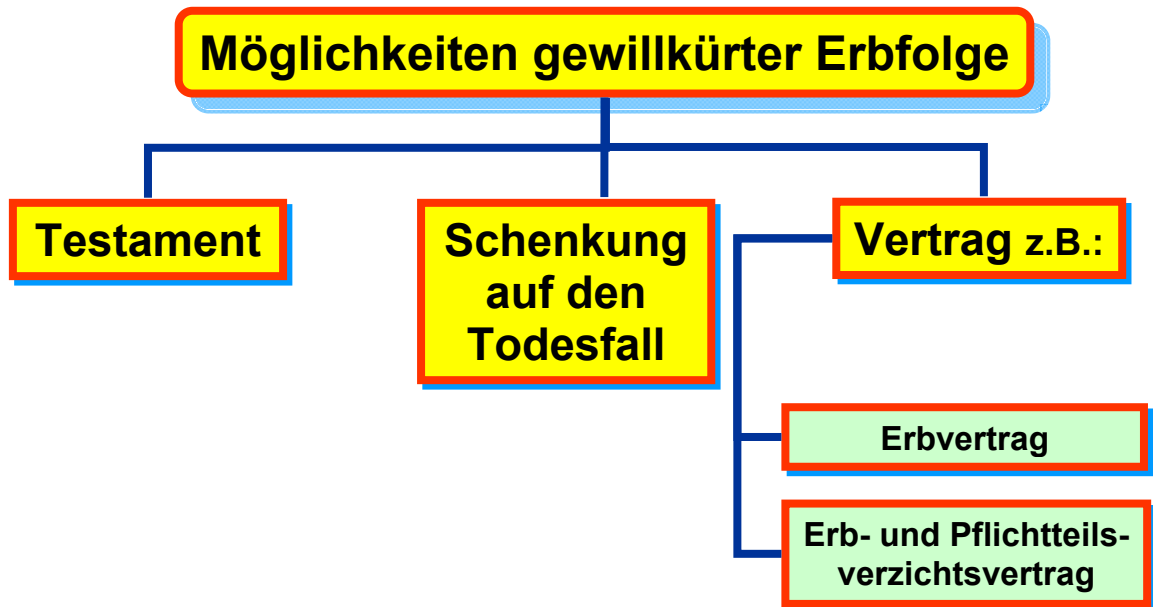 Möglichkeiten gewillkürter Erbfolge
Testament
Schenkung
auf den
Todesfall
Vertrag z.B.:
Erbvertrag
Erb- und Pflichtteils-
verzichtsvertrag